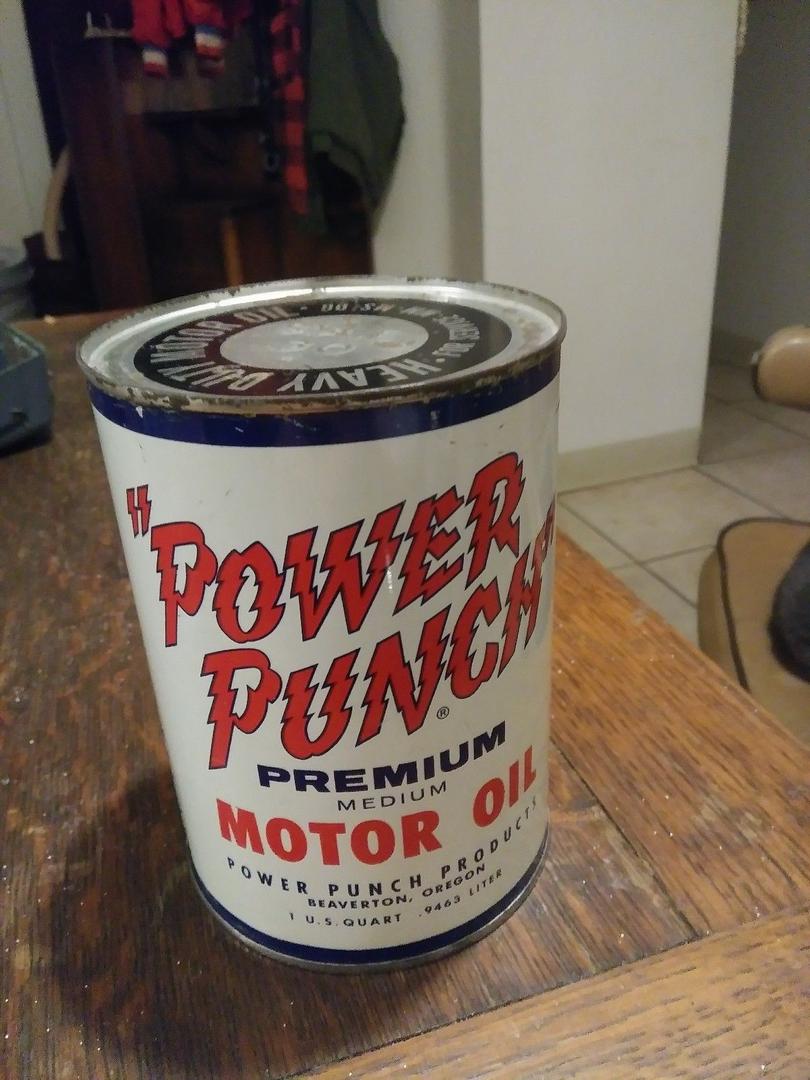 HEAVY DUTY MOTOR OIL
"POWER
PUNCH"
®
PREMIUM
MEDIUM
MOTOR OIL
POWER PUNCH PRODUCTS
BEAVERTON, OREGON
1 U.S. QUART .9463 LITER